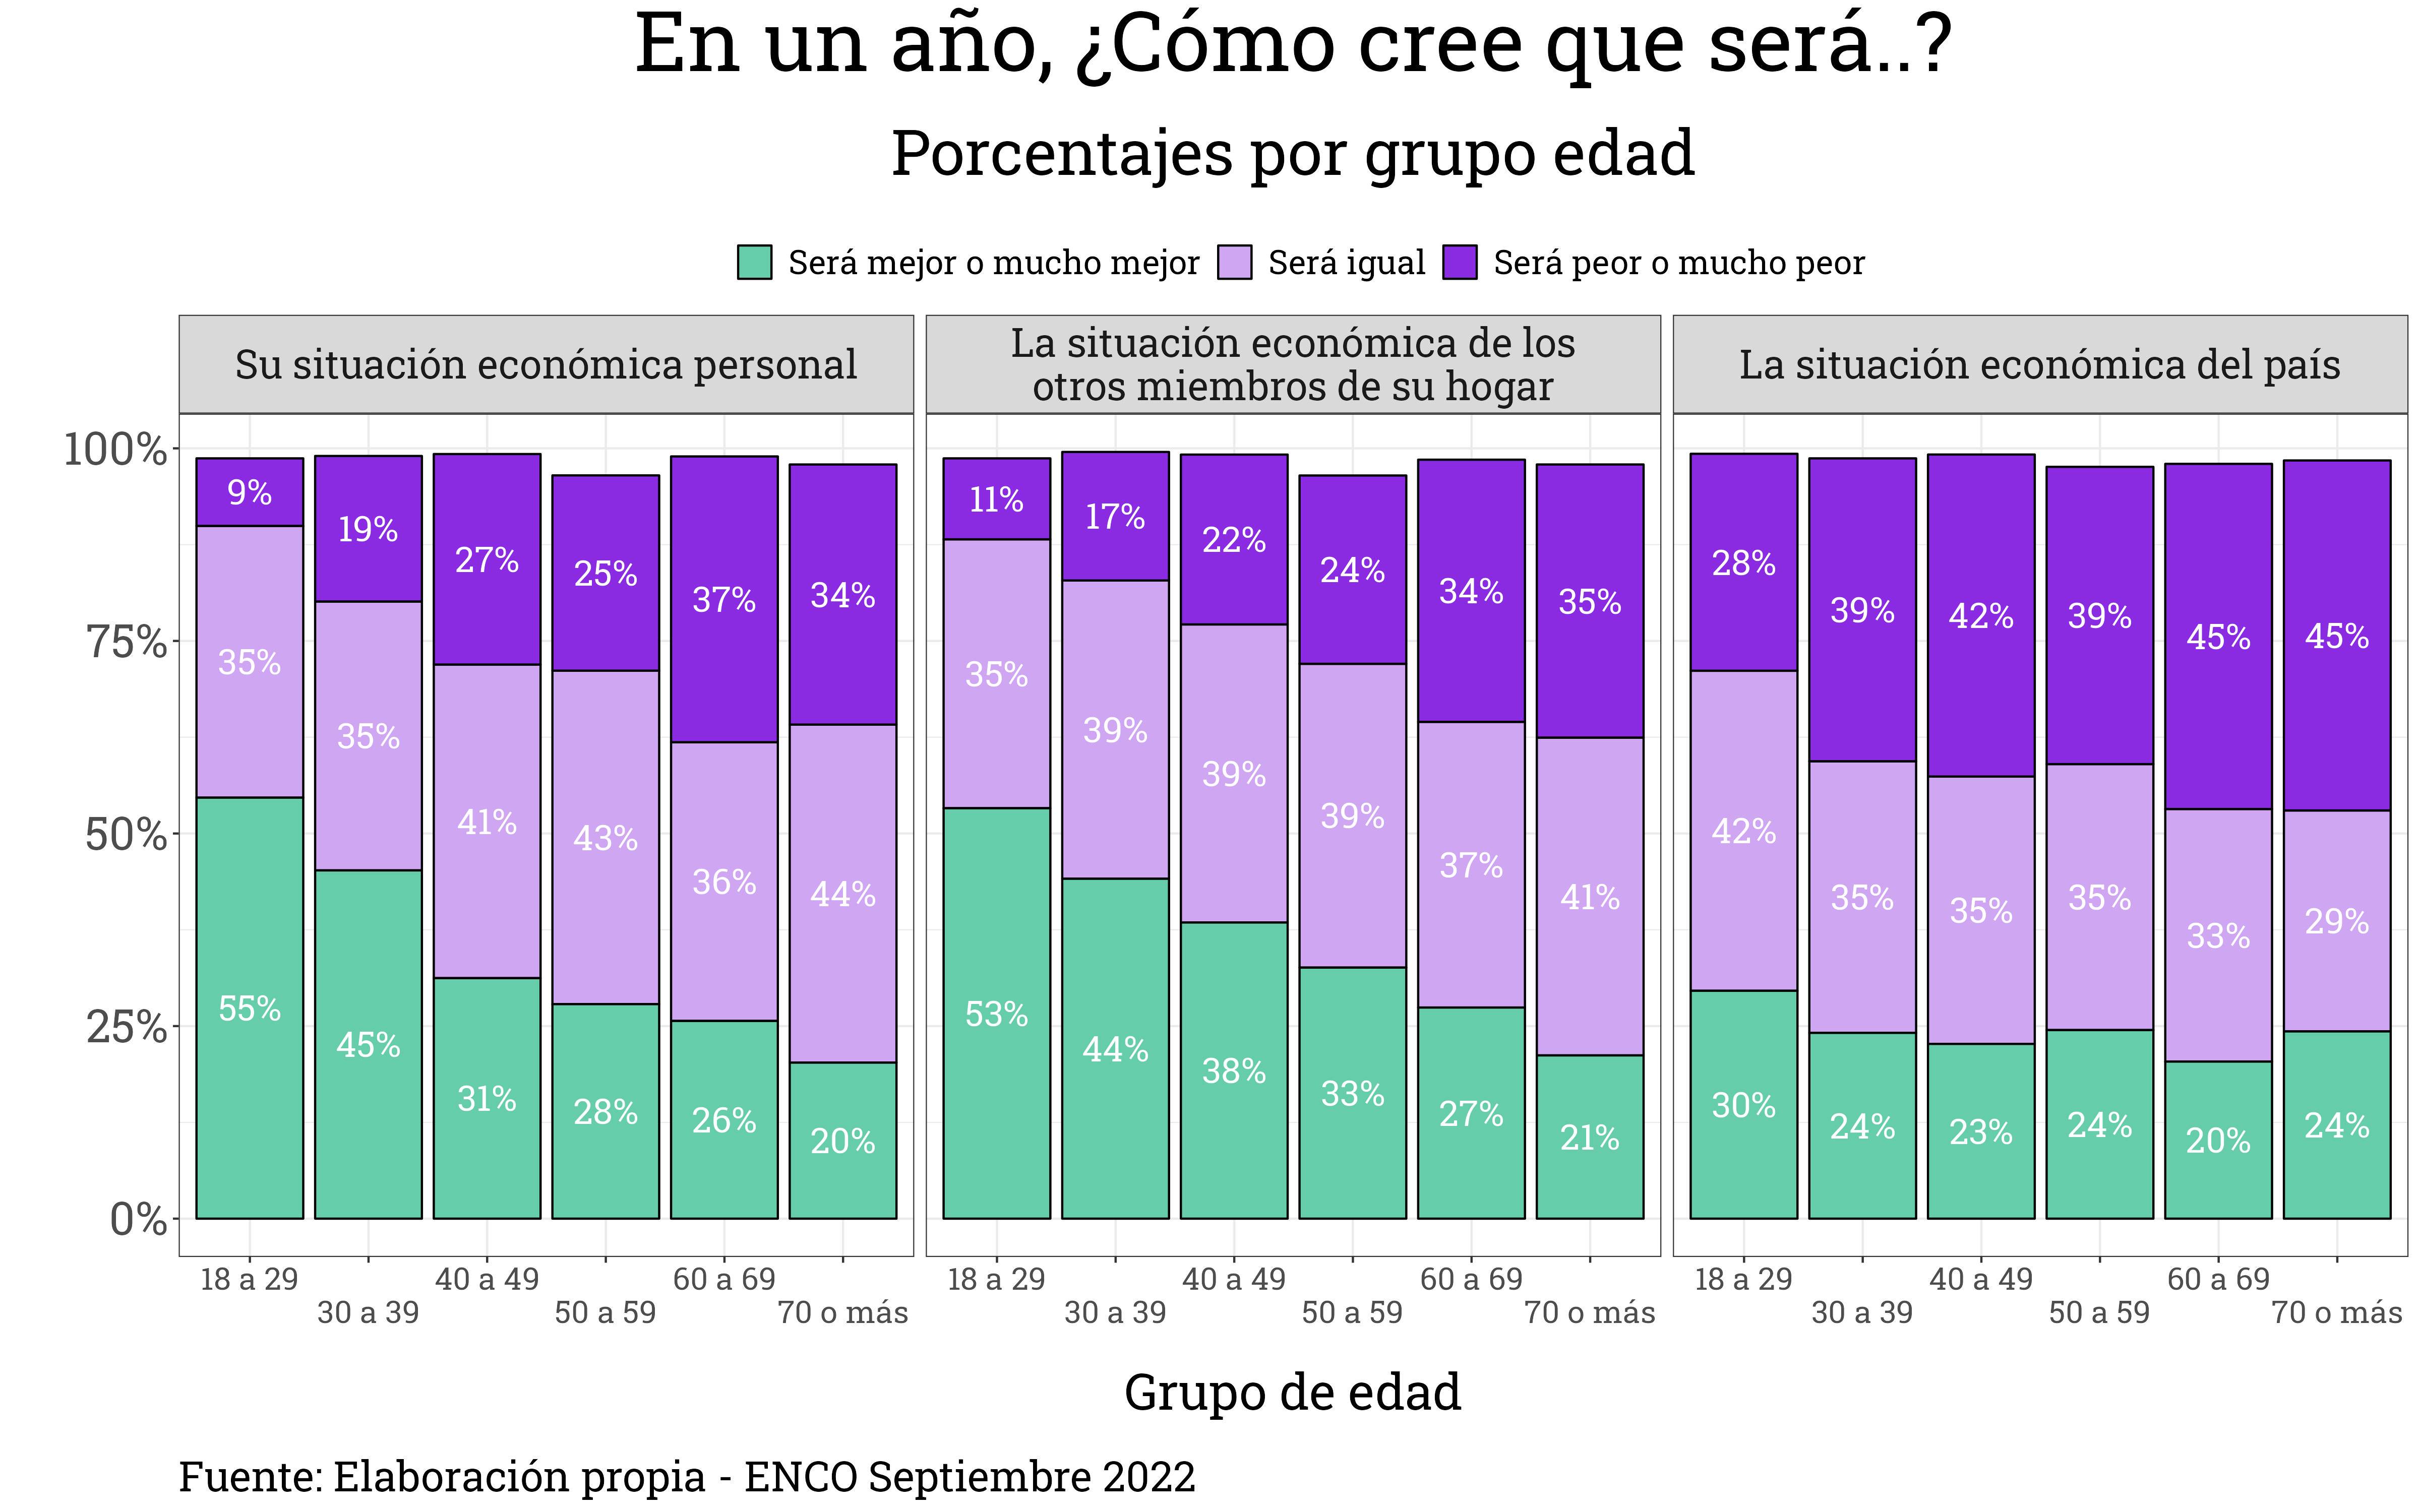 En un año, ¿Cómo cree que será..?
Porcentajes por grupo edad
Será mejor o mucho mejor Será igual Será peor o mucho peor
Su situación económica personal
La situación económica de los
otros miembros de su hogar
La situación económica del país
100%
75%
50%
25%
0%
9% 19% 27% 25% 37% 34%
35% 35% 41% 43% 36% 44%
55% 45% 31% 28% 26% 20%
11% 17% 22% 24% 34% 35%
35% 39% 39% 39% 37% 41%
53% 44% 38% 33% 27% 21%
28% 39% 42% 39% 45% 45%
42% 35% 35% 35% 33% 29%
30% 24% 23% 24% 20% 24%
18 a 29 40 a 49 60 a 69
30 a 39 50 a 59 70 o más
18 a 29 40 a 49 60 a 69
30 a 39 50 a 59 70 o más
18 a 29 40 a 49 60 a 69
30 a 39 50 a 59 70 o más
Grupo de edad
Fuente: Elaboración propia - ENCO Septiembre 2022